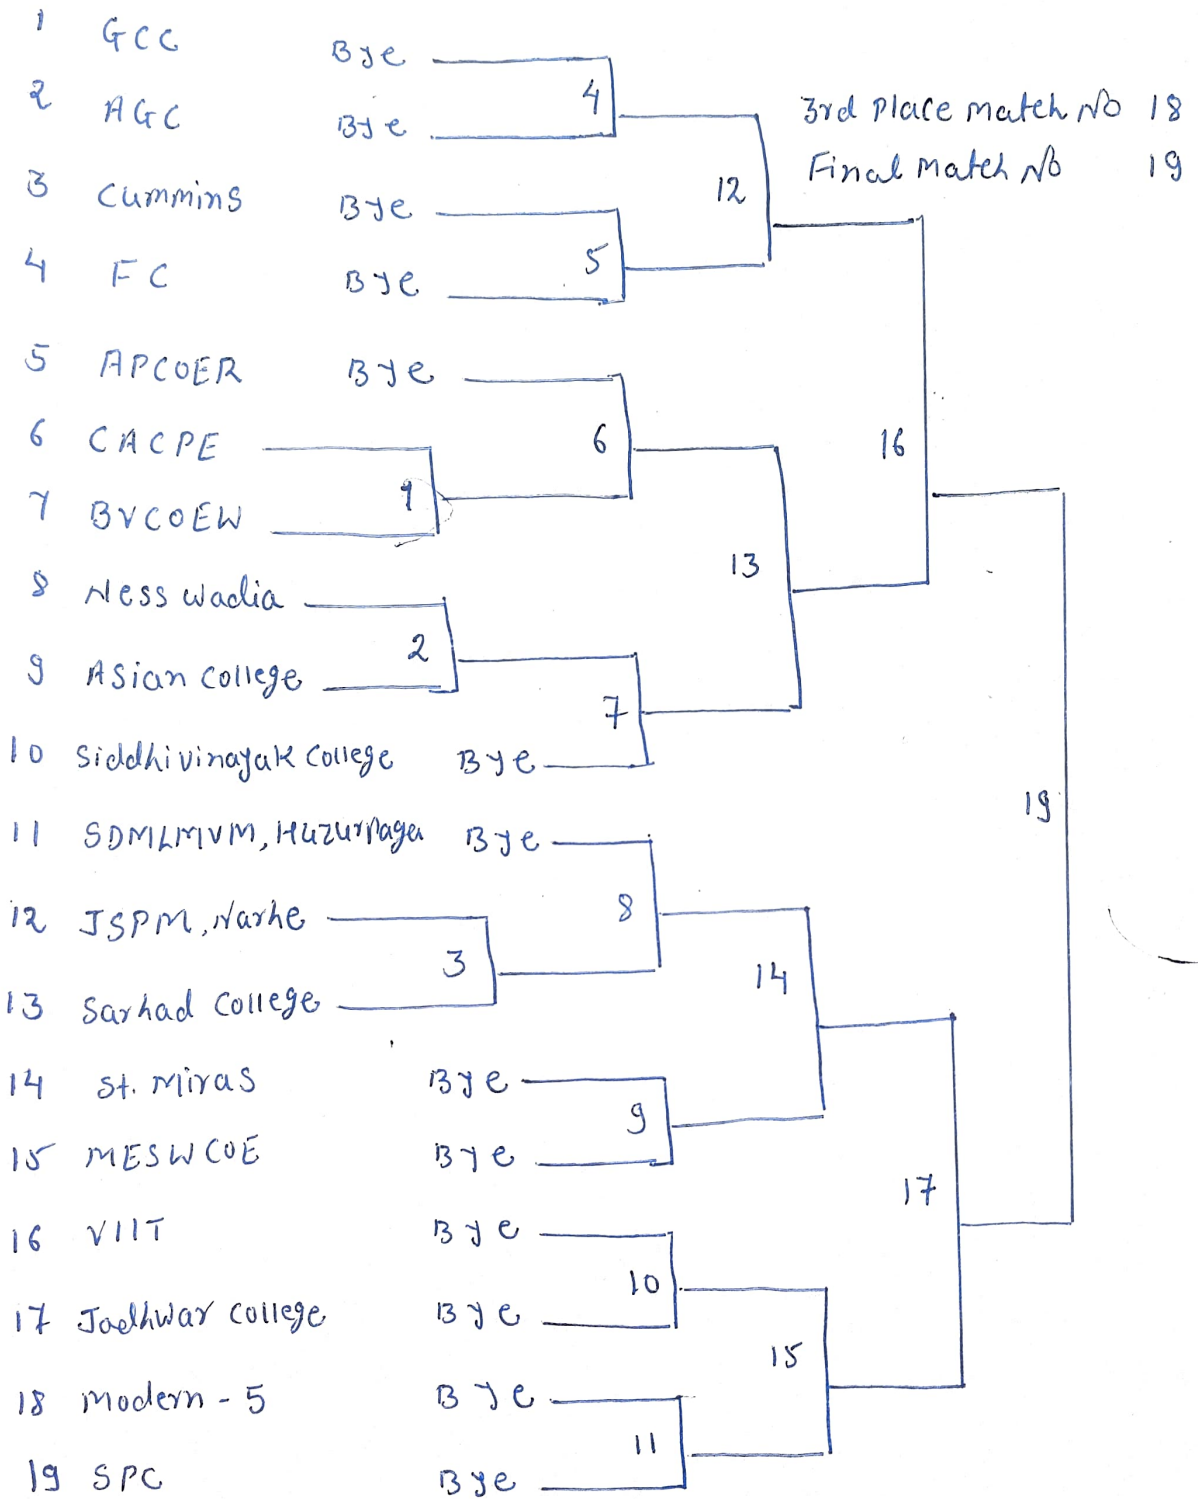 1 GCC Bye
2 AGC Bye
4
3rd Place match No 18
Final match No 19
3 Cummins Bye
12
4 FC Bye
5
5 APCOER Bye
6 CACPE
6
16
7 BVCOEW
1
13
8 Ness Wadia
2
9 Asian College
7
10 Siddhivinayak College Bye
19
11 SDMLMVM, Huzurpaga Bye
12 JSPM, Narhe
8
3
14
13 Sarhad College
14 St. Miras Bye
9
15 MESWCOE Bye
17
16 VIIT Bye
10
17 Jadhwar College Bye
15
18 Modern - 5 Bye
11
19 SPC Bye